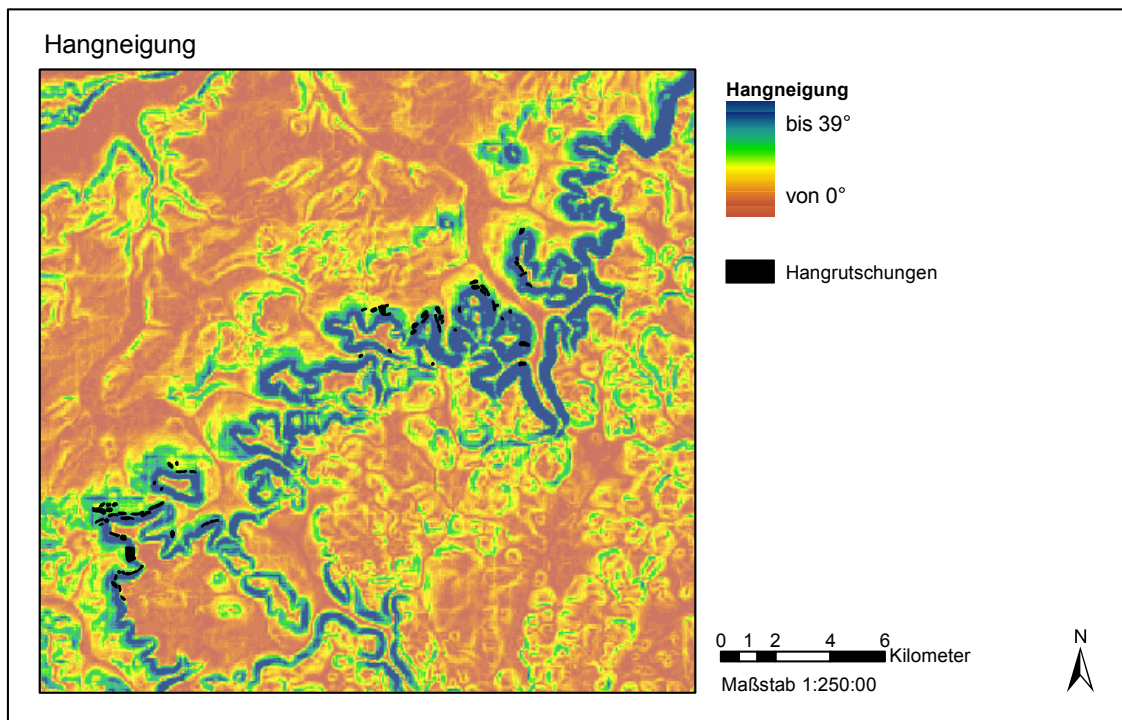 Hangneigung
Hangneigung
bis 39°
von 0°
Hangrutschungen
0 1 2 4 6
Kilometer
Maßstab 1:250:00
N